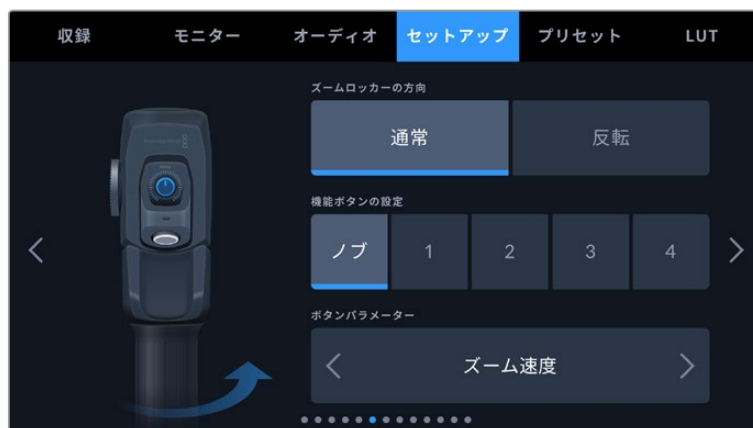 収録 モニター オーディオ セットアップ プリセット LUT
ズームロッカーの方向
通常 反転
機能ボタンの設定
ノブ 1 2 3 4
ボタンパラメーター
ズーム速度